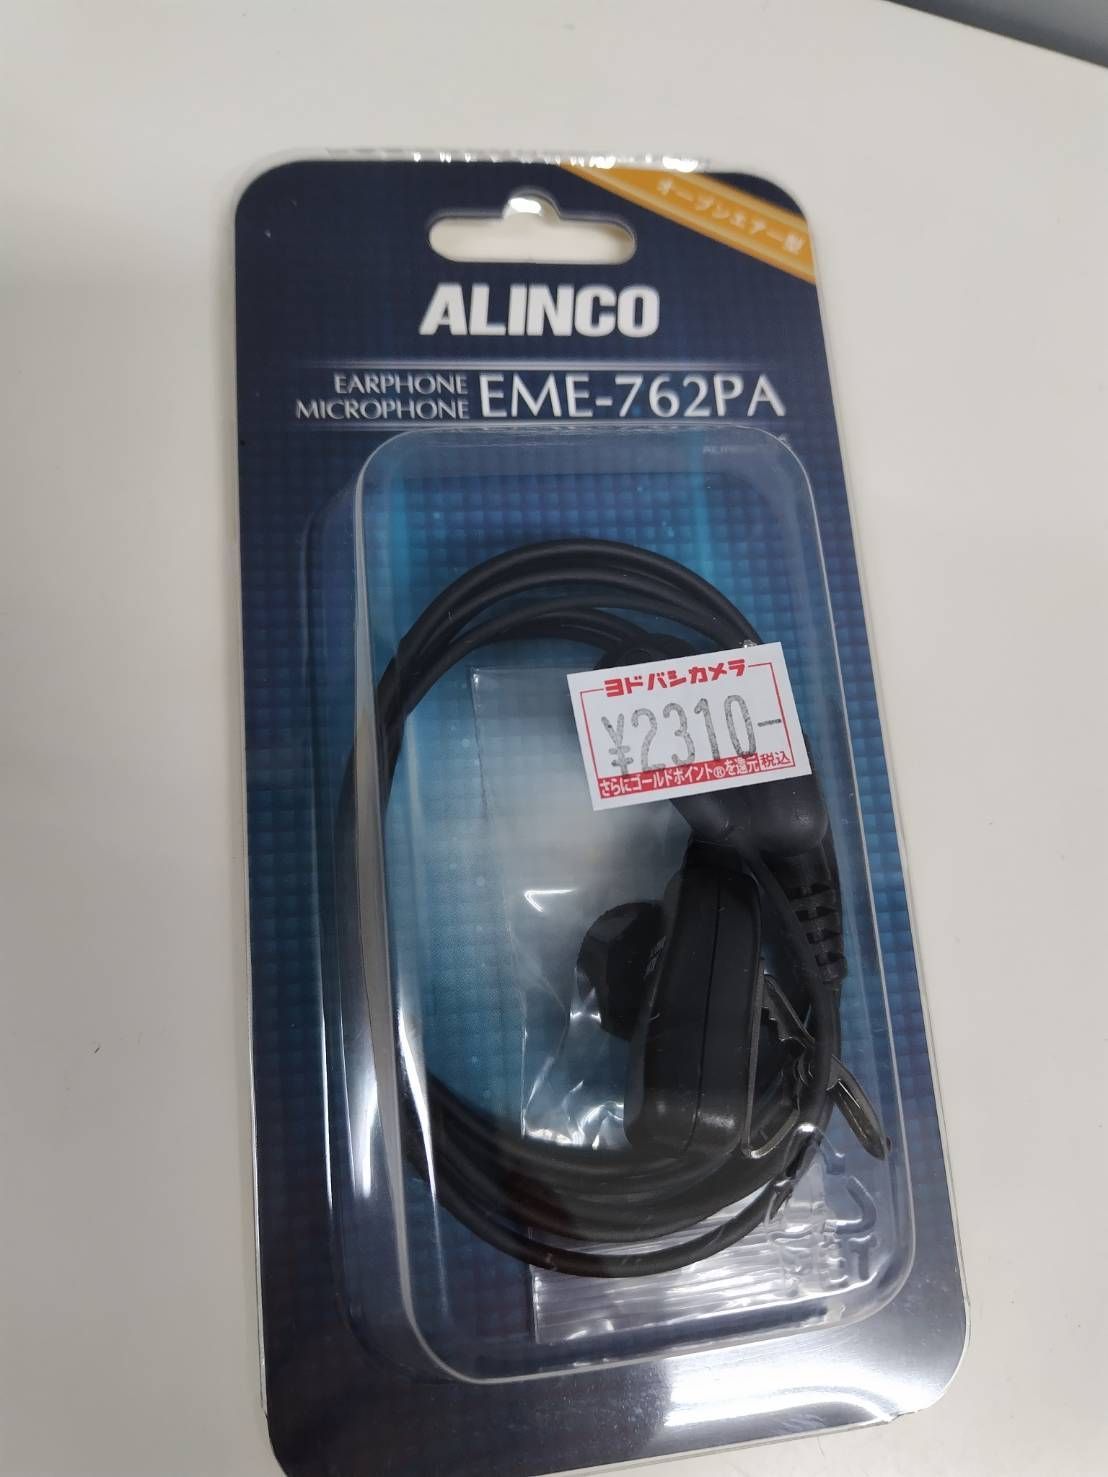 オープンエアー型
ALINCO
EARPHONE
MICROPHONE
EME-762PA
ヨドバシカメラ
¥2310-
さらにゴールドポイント®を還元 税込